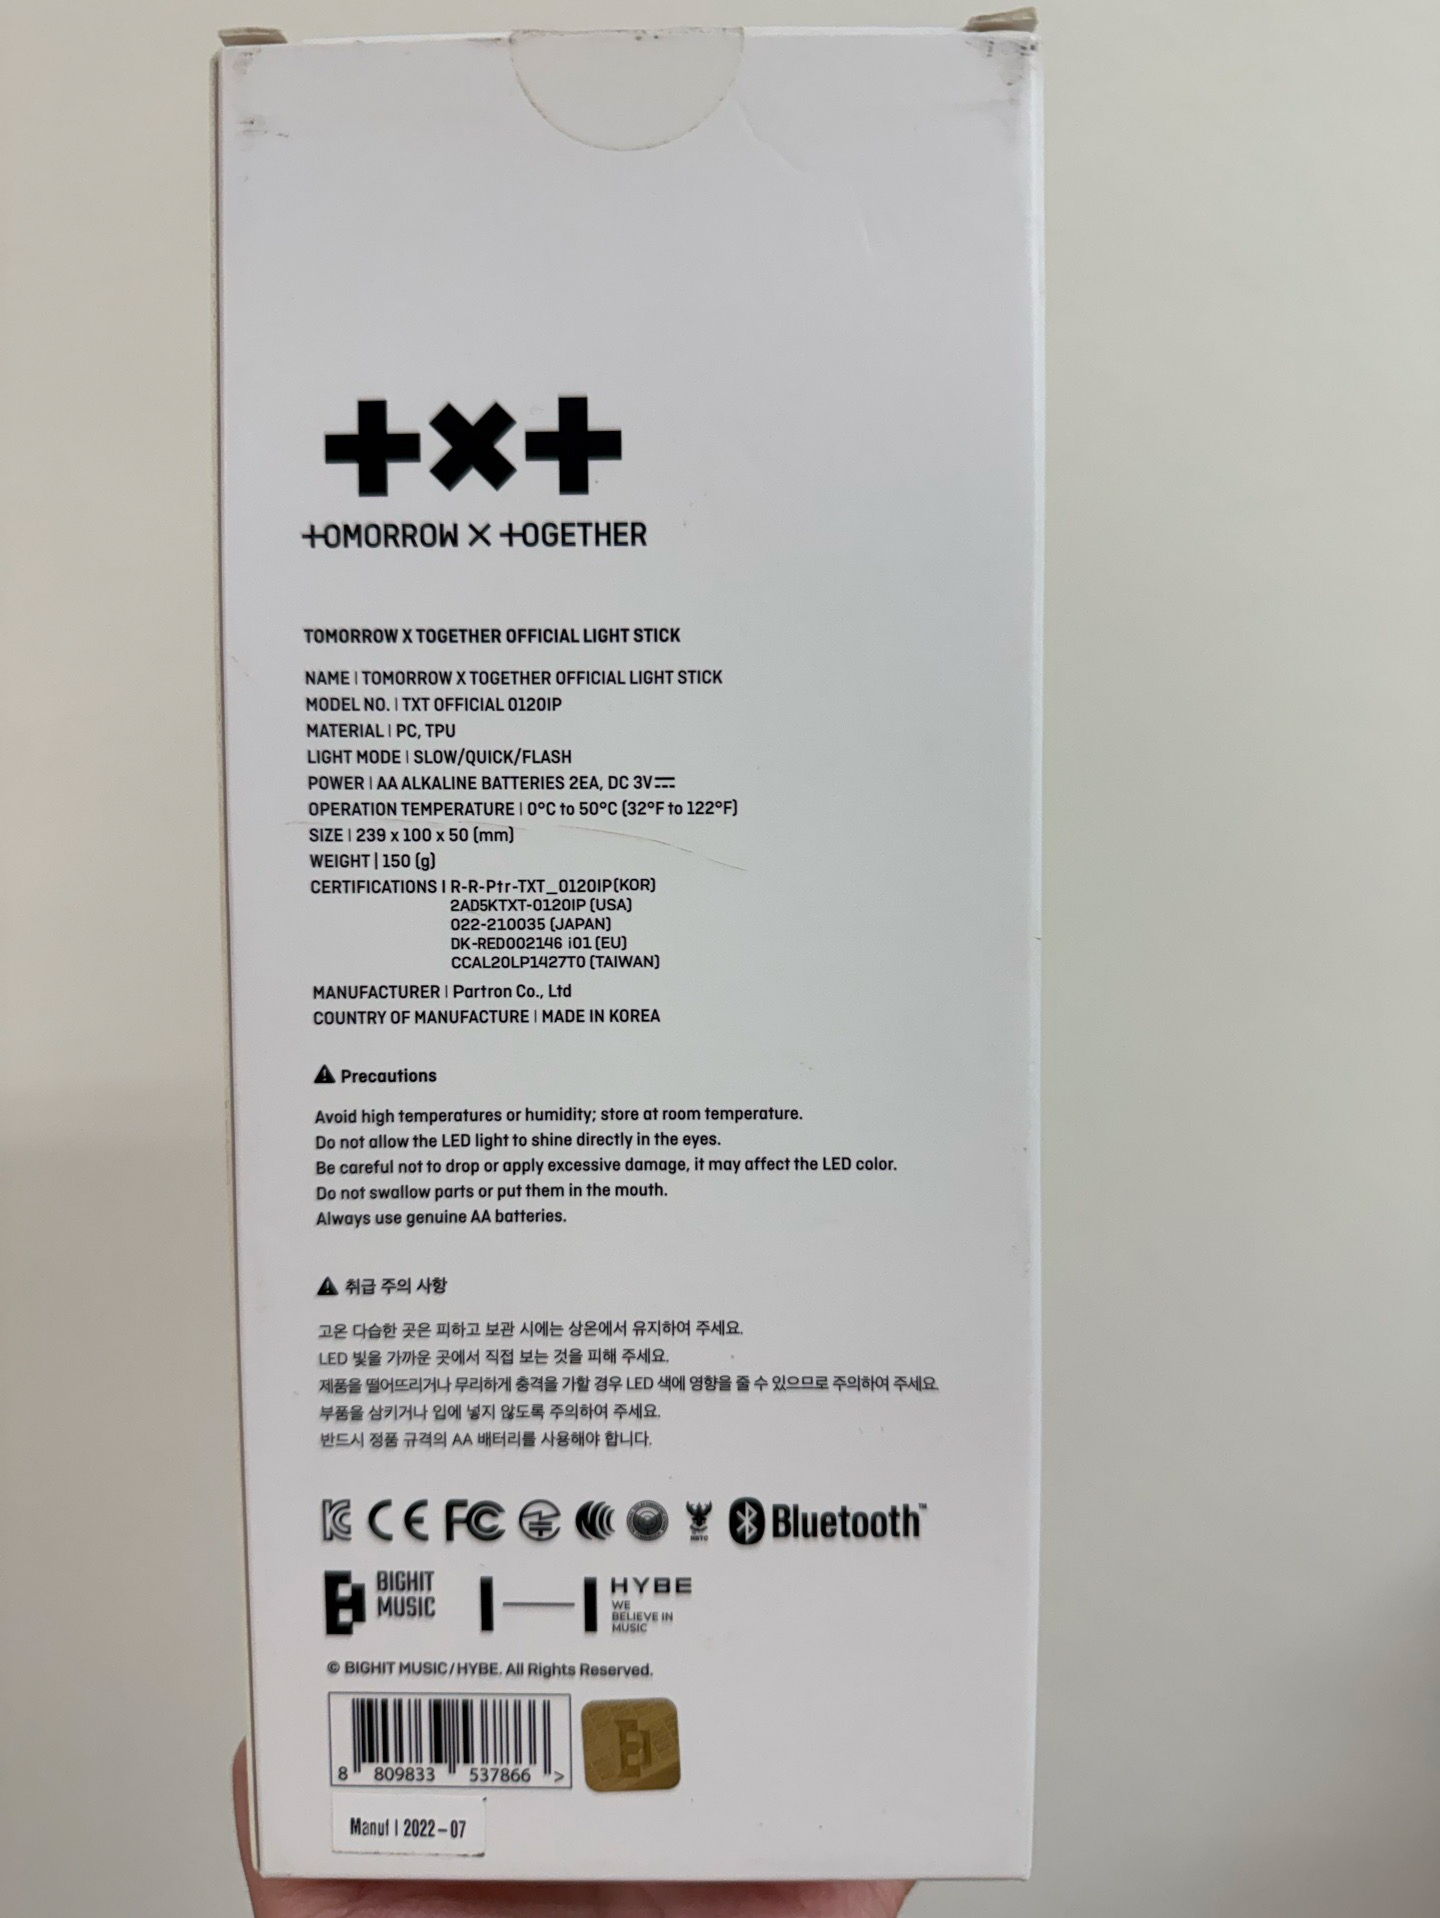 TOMORROW X TOGETHER
TOMORROW X TOGETHER OFFICIAL LIGHT STICK
NAME | TOMORROW X TOGETHER OFFICIAL LIGHT STICK
MODEL NO. | TXT OFFICIAL 0120IP
MATERIAL | PC, TPU
LIGHT MODE | SLOW/QUICK/FLASH
POWER | AA ALKALINE BATTERIES 2EA, DC 3V⎓
OPERATION TEMPERATURE | 0°C to 50°C (32°F to 122°F)
SIZE | 239 x 100 x 50 (mm)
WEIGHT | 150 (g)
CERTIFICATIONS | R-R-Ptr-TXT_0120IP(KOR)
2AD5KTXT-0120IP (USA)
022-210035 (JAPAN)
DK-RED002146 i01 (EU)
CCAL20LP1427T0 (TAIWAN)
MANUFACTURER | Partron Co., Ltd
COUNTRY OF MANUFACTURE | MADE IN KOREA
⚠ Precautions
Avoid high temperatures or humidity; store at room temperature.
Do not allow the LED light to shine directly in the eyes.
Be careful not to drop or apply excessive damage, it may affect the LED color.
Do not swallow parts or put them in the mouth.
Always use genuine AA batteries.
⚠ 취급 주의 사항
고온 다습한 곳은 피하고 보관 시에는 상온에서 유지하여 주세요.
LED 빛을 가까운 곳에서 직접 보는 것을 피해 주세요.
제품을 떨어뜨리거나 무리하게 충격을 가할 경우 LED 색에 영향을 줄 수 있으므로 주의하여 주세요.
부품을 삼키거나 입에 넣지 않도록 주의하여 주세요.
반드시 정품 규격의 AA 배터리를 사용해야 합니다.
KC CE FC Bluetooth™
BIGHIT
MUSIC
HYBE
WE
BELIEVE IN
MUSIC
© BIGHIT MUSIC/HYBE. All Rights Reserved.
8 809833 537866 >
Manuf | 2022-07